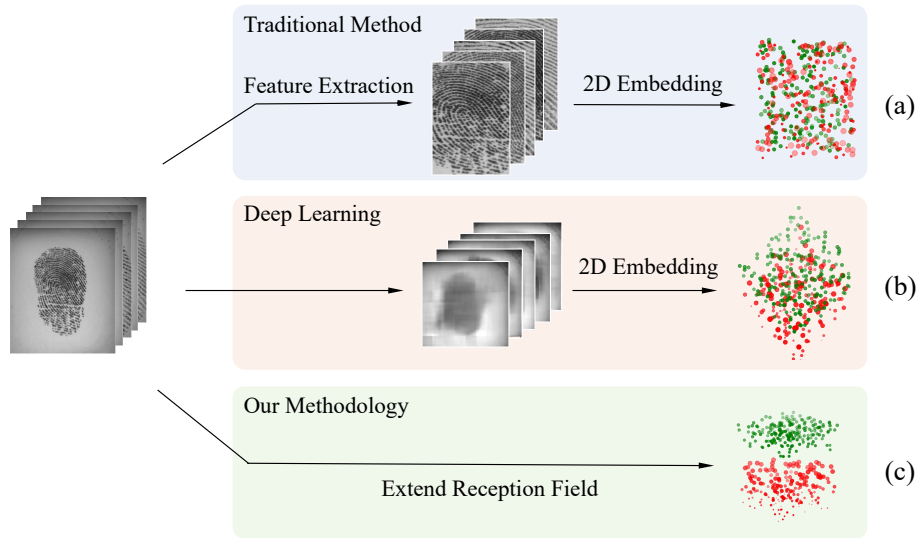 Traditional Method
Feature Extraction
2D Embedding
(a)
Deep Learning
2D Embedding
(b)
Our Methodology
Extend Reception Field
(c)